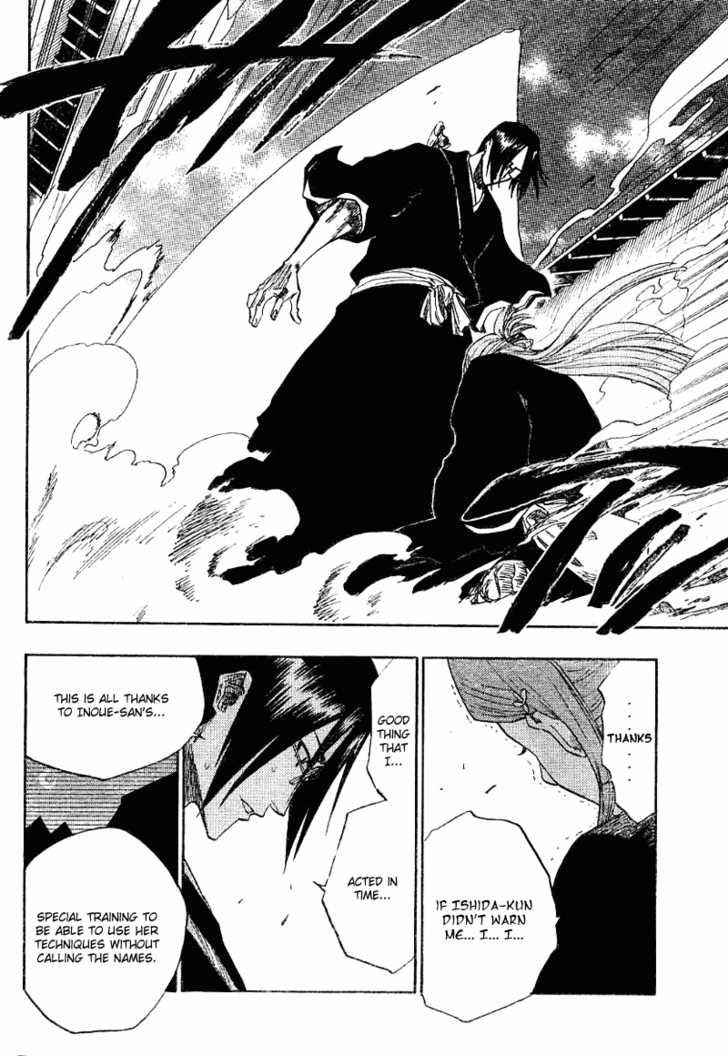 THANKS
IF ISHIDA-KUN
DIDN'T WARN
ME... I... I...
GOOD
THING
THAT
I...
ACTED IN
TIME...
THIS IS ALL THANKS
TO INOUE-SAN'S...
SPECIAL TRAINING TO
BE ABLE TO USE HER
TECHNIQUES WITHOUT
CALLING THE NAMES.